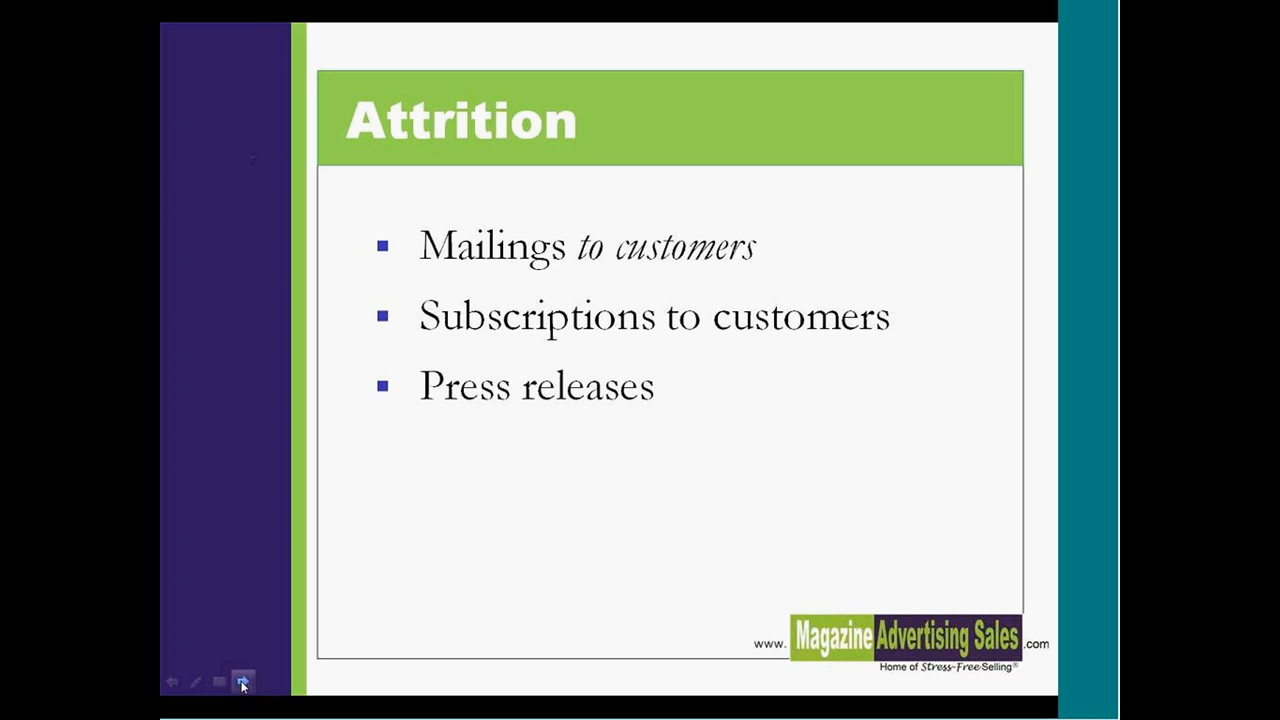 Attrition
Mailings to customers
Subscriptions to customers
Press releases
www.Magazine Advertising Sales.com
Home of Stress-Free Selling®